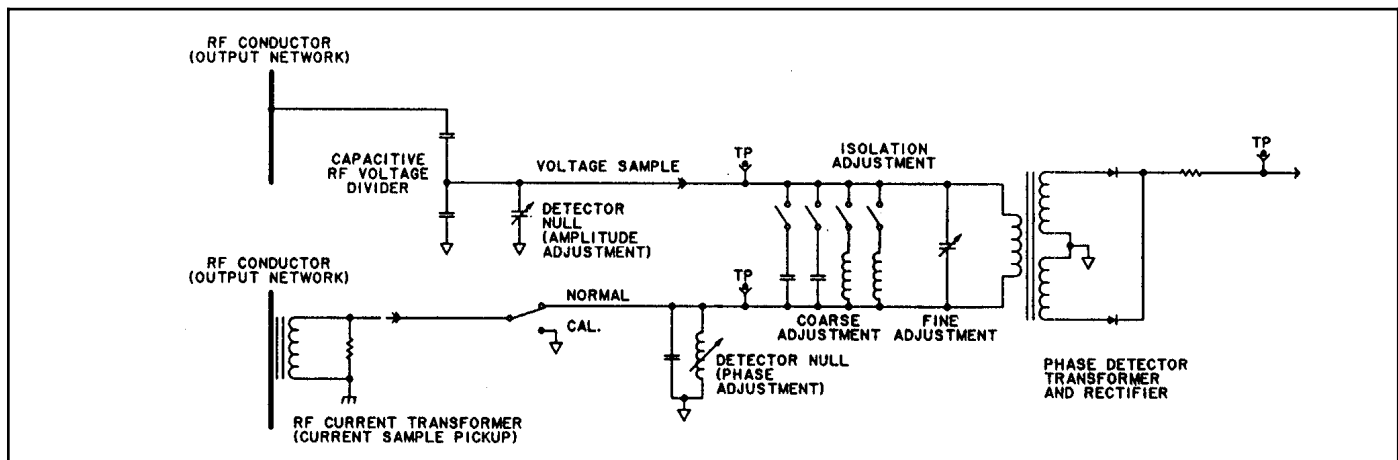 RF CONDUCTOR
(OUTPUT NETWORK)
CAPACITIVE
RF VOLTAGE
DIVIDER
VOLTAGE SAMPLE
DETECTOR
NULL
(AMPLITUDE
ADJUSTMENT)
TP
ISOLATION
ADJUSTMENT
TP
RF CONDUCTOR
(OUTPUT NETWORK)
NORMAL
CAL.
TP
COARSE
ADJUSTMENT
FINE
ADJUSTMENT
DETECTOR NULL
(PHASE
ADJUSTMENT)
PHASE DETECTOR
TRANSFORMER
AND RECTIFIER
RF CURRENT TRANSFORMER
(CURRENT SAMPLE PICKUP)